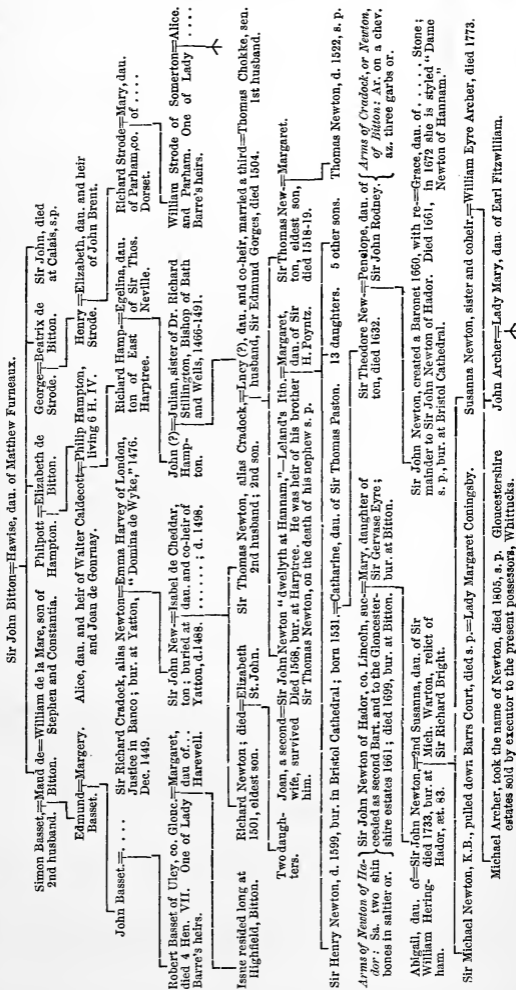 Sir John Bitton=Hawise, dau. of Matthew Furneaux.
Simon Basset,=Maud de=William de la Mare, son of
2nd husband. Bitton. Stephen and Constantia.
Philpott=Elizabeth de
Hampton. Bitton.
George=Beatrix de
Strode. Bitton.
Sir John, died
at Calais, s.p.
Edmund=Margery.
Basset.
Alice, dau. and heir of Walter Caldecott=Philip Hampton,
and Joan de Gournay. living 6 H. IV.
Henry=Elizabeth, dau. and heir
Strode. of John Brent.
John Basset.=. . . .
Sir Richard Cradock, alias Newton=Emma Harvey of London,
Justice in Banco; bur. at Yatton, "Domina de Wyke," 1476.
Dec. 1449.
Richard Hamp-=Egelina, dau.
ton of East of Sir Thos.
Harptree. Neville.
Richard Strode=Mary, dau.
of Parham, co. of . . . .
Dorset.
Robert Basset of Uley, co. Glouc.=Margaret,
died 4 Hen. VII. One of Lady dau. of...
Barre's heirs. Harewell.
Sir John New-=Isabel de Cheddar,
ton; buried at dau. and co-heir of
Yatton, d. 1488. . . . . . . ; d. 1498.
John (?)=Julian, sister of Dr. Richard
Hamp- Stillington, Bishop of Bath
ton. and Wells, 1466-1491.
William Strode of Somerton=Alice.
and Parham. One of Lady . . . .
Barre's heirs.
Issue resided long at
Highfield, Bitton.
Richard Newton; died=Elizabeth
1501, eldest son. St. John.
Sir Thomas Newton, alias Cradock,=Lucy (?), dau. and co-heir, married a third=Thomas Chokke, sen.
2nd husband; 2nd son. husband, Sir Edmund Gorges, died 1504. 1st husband.
Two daugh-
ters.
Joan, a second=Sir John Newton "dwellyth at Hannam,"—Leland's Itin.=Margaret,
wife, survived Died 1568, bur. at Harptree. He was heir of his brother dau. of Sir
him. Sir Thomas Newton, on the death of his nephew s. p. H. Poyntz.
Sir Thomas New-=Margaret.
ton, eldest son,
died 1518-19.
Sir Henry Newton, d. 1599, bur. in Bristol Cathedral; born 1531.=Catharine, dau. of Sir Thomas Paston.
13 daughters.
5 other sons.
Thomas Newton, d. 1522, s. p.
Arms of Newton of Ha-
dor: Sa. two shin
bones in saltier or.
Sir John Newton of Hador, co. Lincoln, suc-=Mary, daughter of
ceeded as second Bart. and to the Gloucester- Sir Gervase Eyre;
shire estates 1661; died 1699, bur. at Bitton. bur. at Bitton.
Sir Theodore New-=Penelope, dau. of
ton, died 1632. Sir John Rodney.
Arms of Cradock, or Newton,
of Bitton: Ar. on a chev.
az. three garbs or.
Abigail, dau. of=Sir John Newton,=2nd Susanna, dau. of Sir
William Hering- died 1733, bur. at Mich. Warton, relict of
ham. Hador, æt. 83. Sir Richard Bright.
Sir John Newton, created a Baronet 1660, with re-=Grace, dau. of . . . . . Stone;
mainder to Sir John Newton of Hador. Died 1661, in 1672 she is styled "Dame
s. p., bur. at Bristol Cathedral. Newton of Hannam."
Sir Michael Newton, K.B., pulled down Barrs Court, died s. p.=Lady Margaret Coningsby.
Susanna Newton, sister and coheir.=William Eyre Archer, died 1773.
Michael Archer, took the name of Newton, died 1805, s. p. Gloucestershire
estates sold by executor to the present possessors, Whittucks.
John Archer=Lady Mary, dau. of Earl Fitzwilliam.